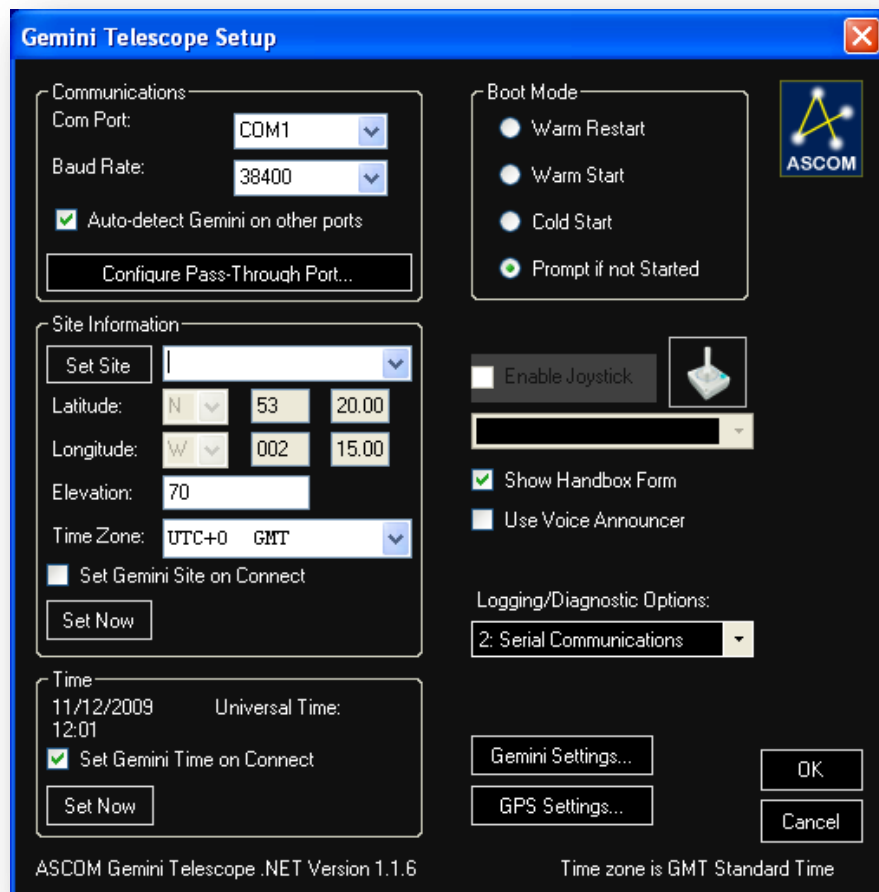 Gemini Telescope Setup
Communications
Com Port:
COM1
Baud Rate:
38400
Auto-detect Gemini on other ports
Configure Pass-Through Port...
Boot Mode
Warm Restart
Warm Start
Cold Start
Prompt if not Started
ASCOM
Site Information
Set Site
Latitude: N 53 20.00
Longitude: W 002 15.00
Elevation: 70
Time Zone: UTC+0 GMT
Set Gemini Site on Connect
Set Now
Enable Joystick
Show Handbox Form
Use Voice Announcer
Logging/Diagnostic Options:
2: Serial Communications
Time
11/12/2009 Universal Time:
12:01
Set Gemini Time on Connect
Set Now
Gemini Settings...
GPS Settings...
OK
Cancel
ASCOM Gemini Telescope .NET Version 1.1.6
Time zone is GMT Standard Time